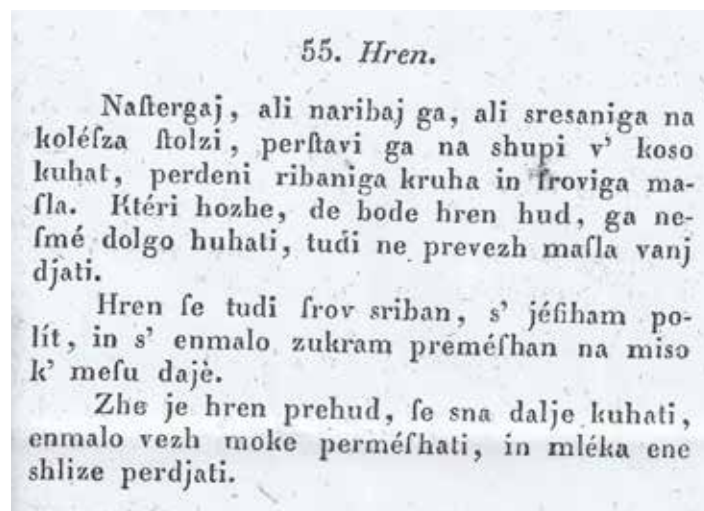 55. Hren.
Naſtergaj, ali naribaj ga, ali sresaniga na
koléſza ſtolzi, perſtavi ga na shupi v' koso
kuhat, perdeni ribaniga kruha in ſroviga ma-
ſla. Ktéri hozhe, de bode hren hud, ga ne-
ſmé dolgo huhati, tudi ne prevezh maſla vanj
djati.
Hren ſe tudi ſrov sriban, s' jéſiham po-
lít, in s' enmalo zukram preméſhan na miso
k' meſu dajè.
Zhe je hren prehud, ſe sna dalje kuhati,
enmalo vezh moke perméſhati, in mléka ene
shlize perdjati.